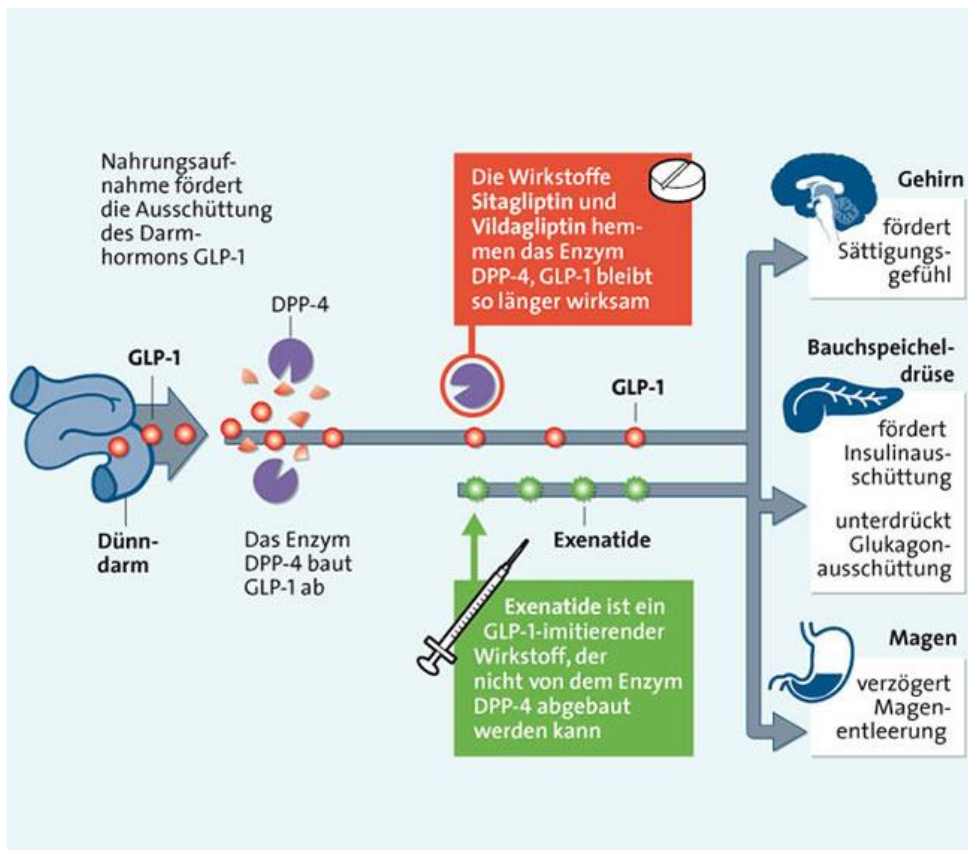 Nahrungsauf-
nahme fördert
die Ausschüttung
des Darm-
hormons GLP-1
GLP-1
Dünn-
darm
DPP-4
Das Enzym
DPP-4 baut
GLP-1 ab
Die Wirkstoffe
Sitagliptin und
Vildagliptin hem-
men das Enzym
DPP-4, GLP-1 bleibt
so länger wirksam
GLP-1
Exenatide
Exenatide ist ein
GLP-1-imitierender
Wirkstoff, der
nicht von dem Enzym
DPP-4 abgebaut
werden kann
Gehirn
fördert
Sättigungs-
gefühl
Bauchspeichel-
drüse
fördert
Insulinaus-
schüttung
unterdrückt
Glukagon-
ausschüttung
Magen
verzögert
Magen-
entleerung